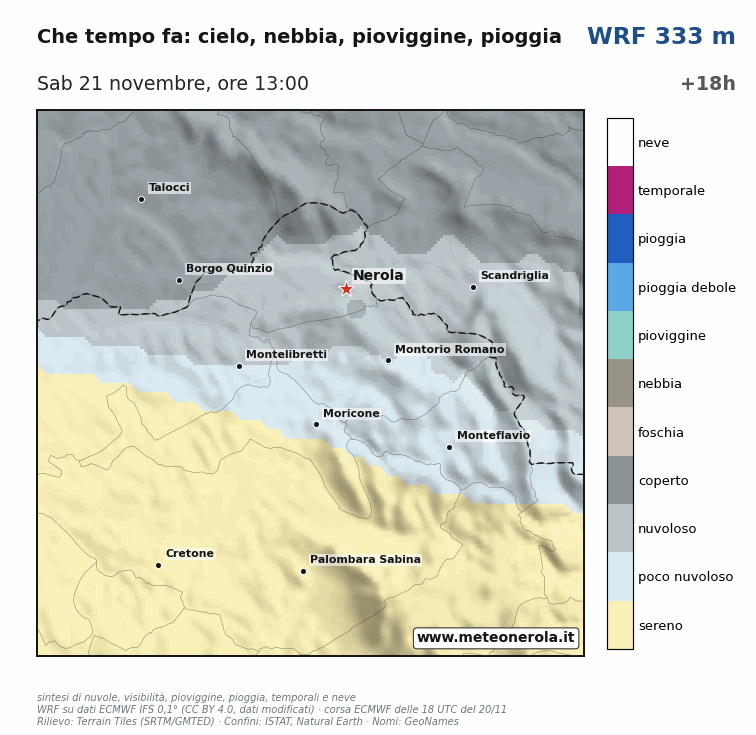 Che tempo fa: cielo, nebbia, pioviggine, pioggia
WRF 333 m
Sab 21 novembre, ore 13:00
+18h
Talocci
Borgo Quinzio
Nerola
Scandriglia
Montelibretti
Montorio Romano
Moricone
Monteflavio
Cretone
Palombara Sabina
www.meteonerola.it
neve
temporale
pioggia
pioggia debole
pioviggine
nebbia
foschia
coperto
nuvoloso
poco nuvoloso
sereno
sintesi di nuvole, visibilità, pioviggine, pioggia, temporali e neve
WRF su dati ECMWF IFS 0,1° (CC BY 4.0, dati modificati) · corsa ECMWF delle 18 UTC del 20/11
Rilievo: Terrain Tiles (SRTM/GMTED) · Confini: ISTAT, Natural Earth · Nomi: GeoNames